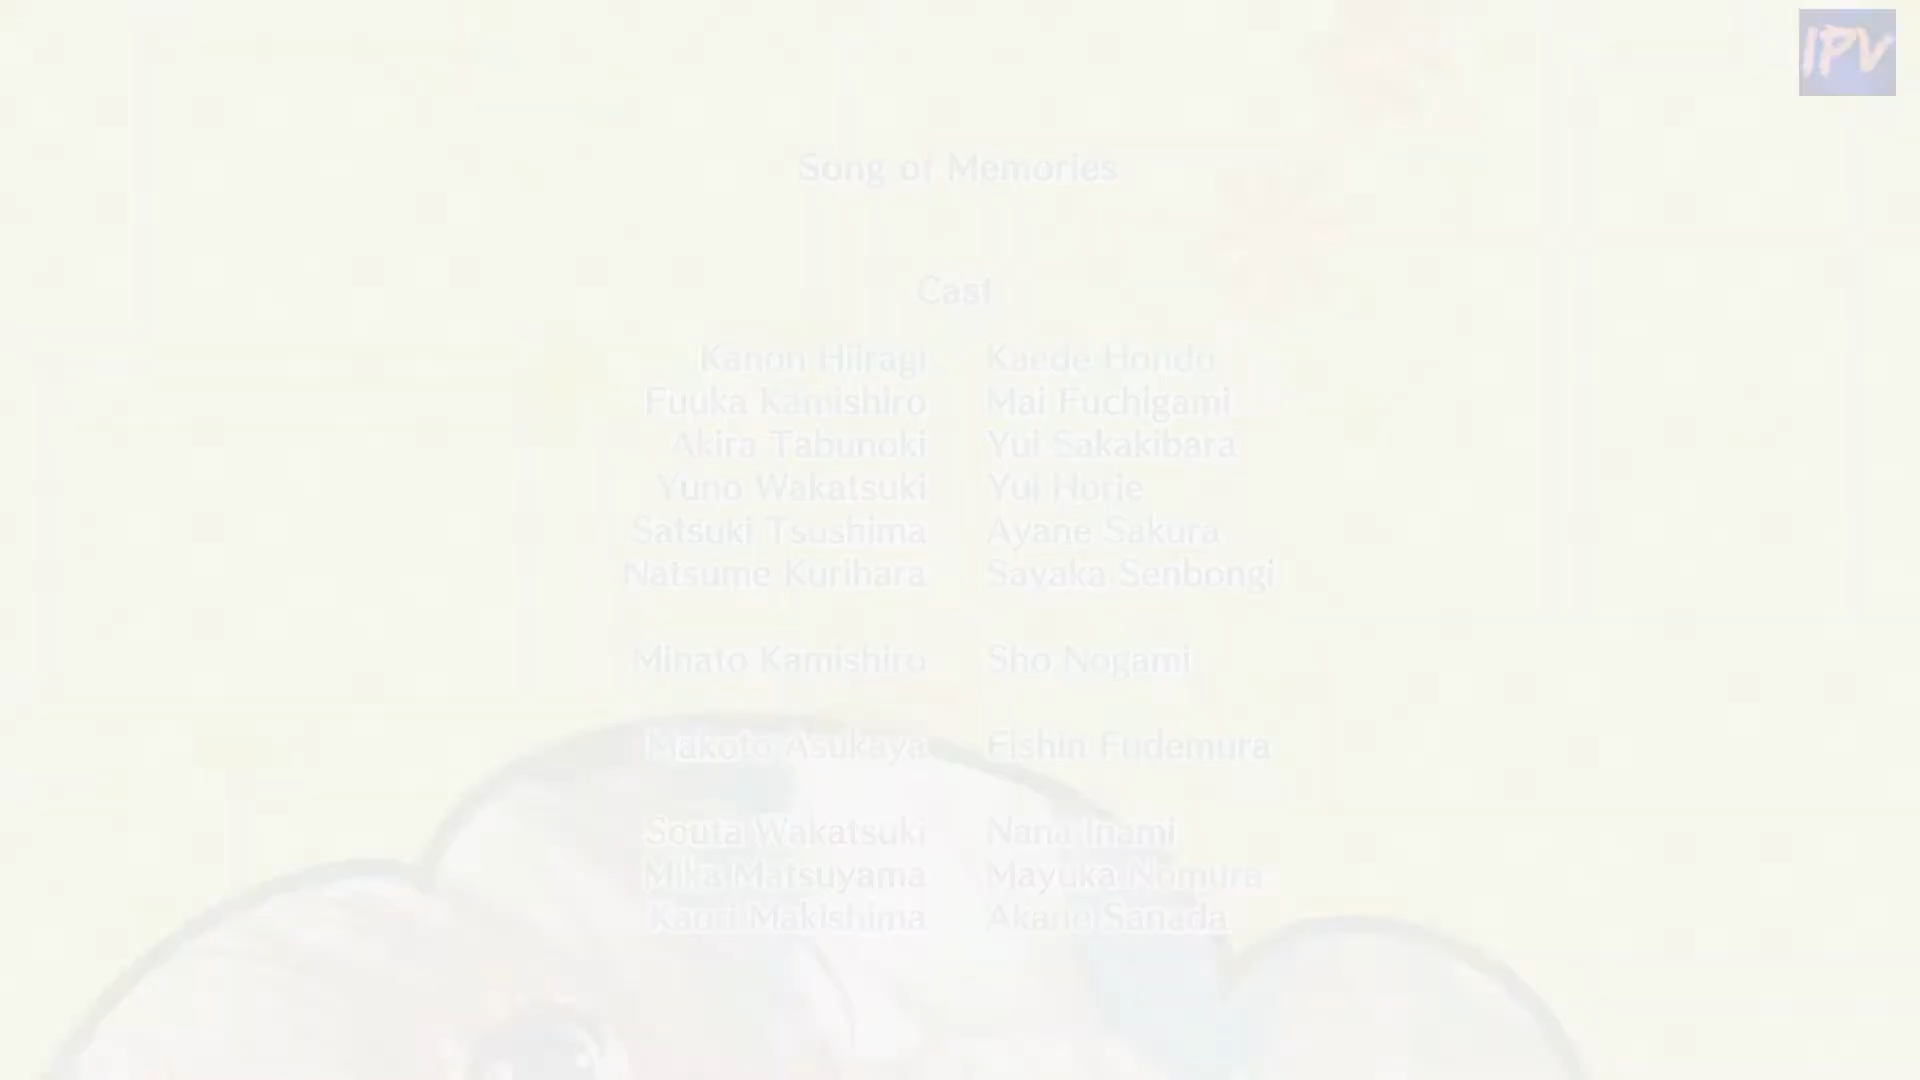 IPV
Song of Memories
Cast
Kanon Hiiragi Kaede Hondo
Fuuka Kamishiro Mai Fuchigami
Akira Tabunoki Yui Sakakibara
Yuno Wakatsuki Yui Horie
Satsuki Tsushima Ayane Sakura
Natsume Kurihara Sayaka Senbongi
Minato Kamishiro Sho Nogami
Makoto Asukaya Eishin Fudemura
Souta Wakatsuki Nana Inami
Mika Matsuyama Mayuka Nomura
Kaori Makishima Akane Sanada